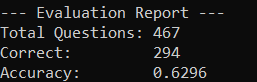 --- Evaluation Report ---
Total Questions: 467
Correct:         294
Accuracy:        0.6296